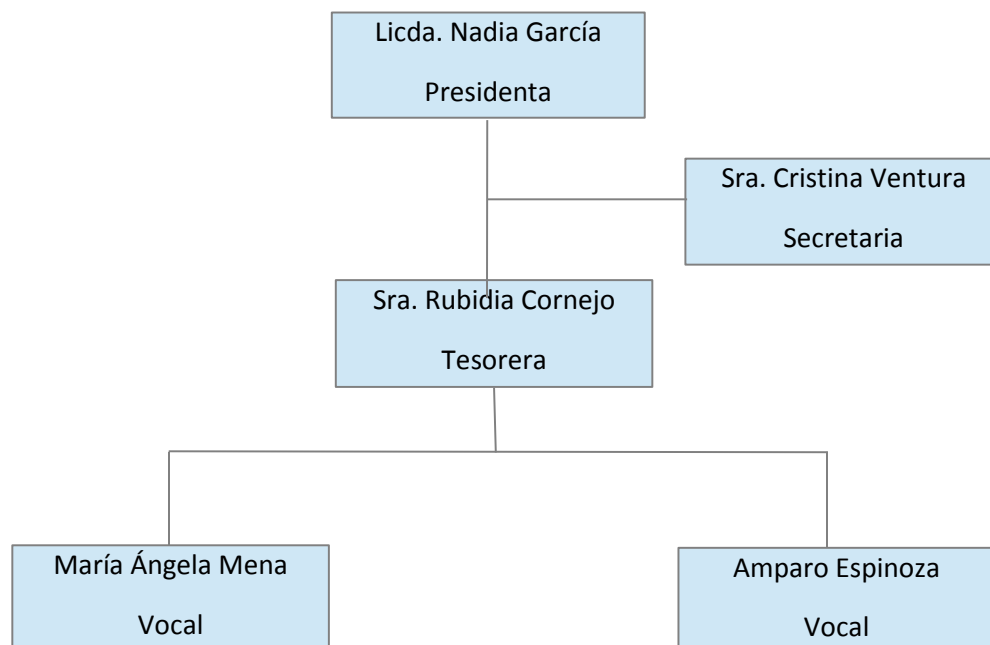 Licda. Nadia García
Presidenta
Sra. Cristina Ventura
Secretaria
Sra. Rubidia Cornejo
Tesorera
María Ángela Mena
Vocal
Amparo Espinoza
Vocal